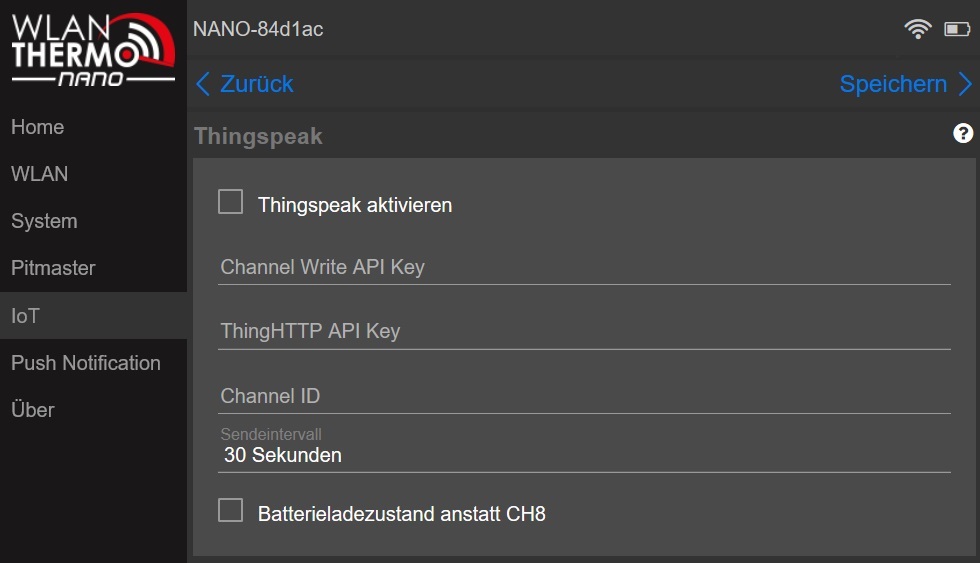 WLAN
THERMO
NANO
NANO-84d1ac
Zurück
Speichern
Home
WLAN
System
Pitmaster
IoT
Push Notification
Über
Thingspeak
?
Thingspeak aktivieren
Channel Write API Key
ThingHTTP API Key
Channel ID
Sendeintervall
30 Sekunden
Batterieladezustand anstatt CH8